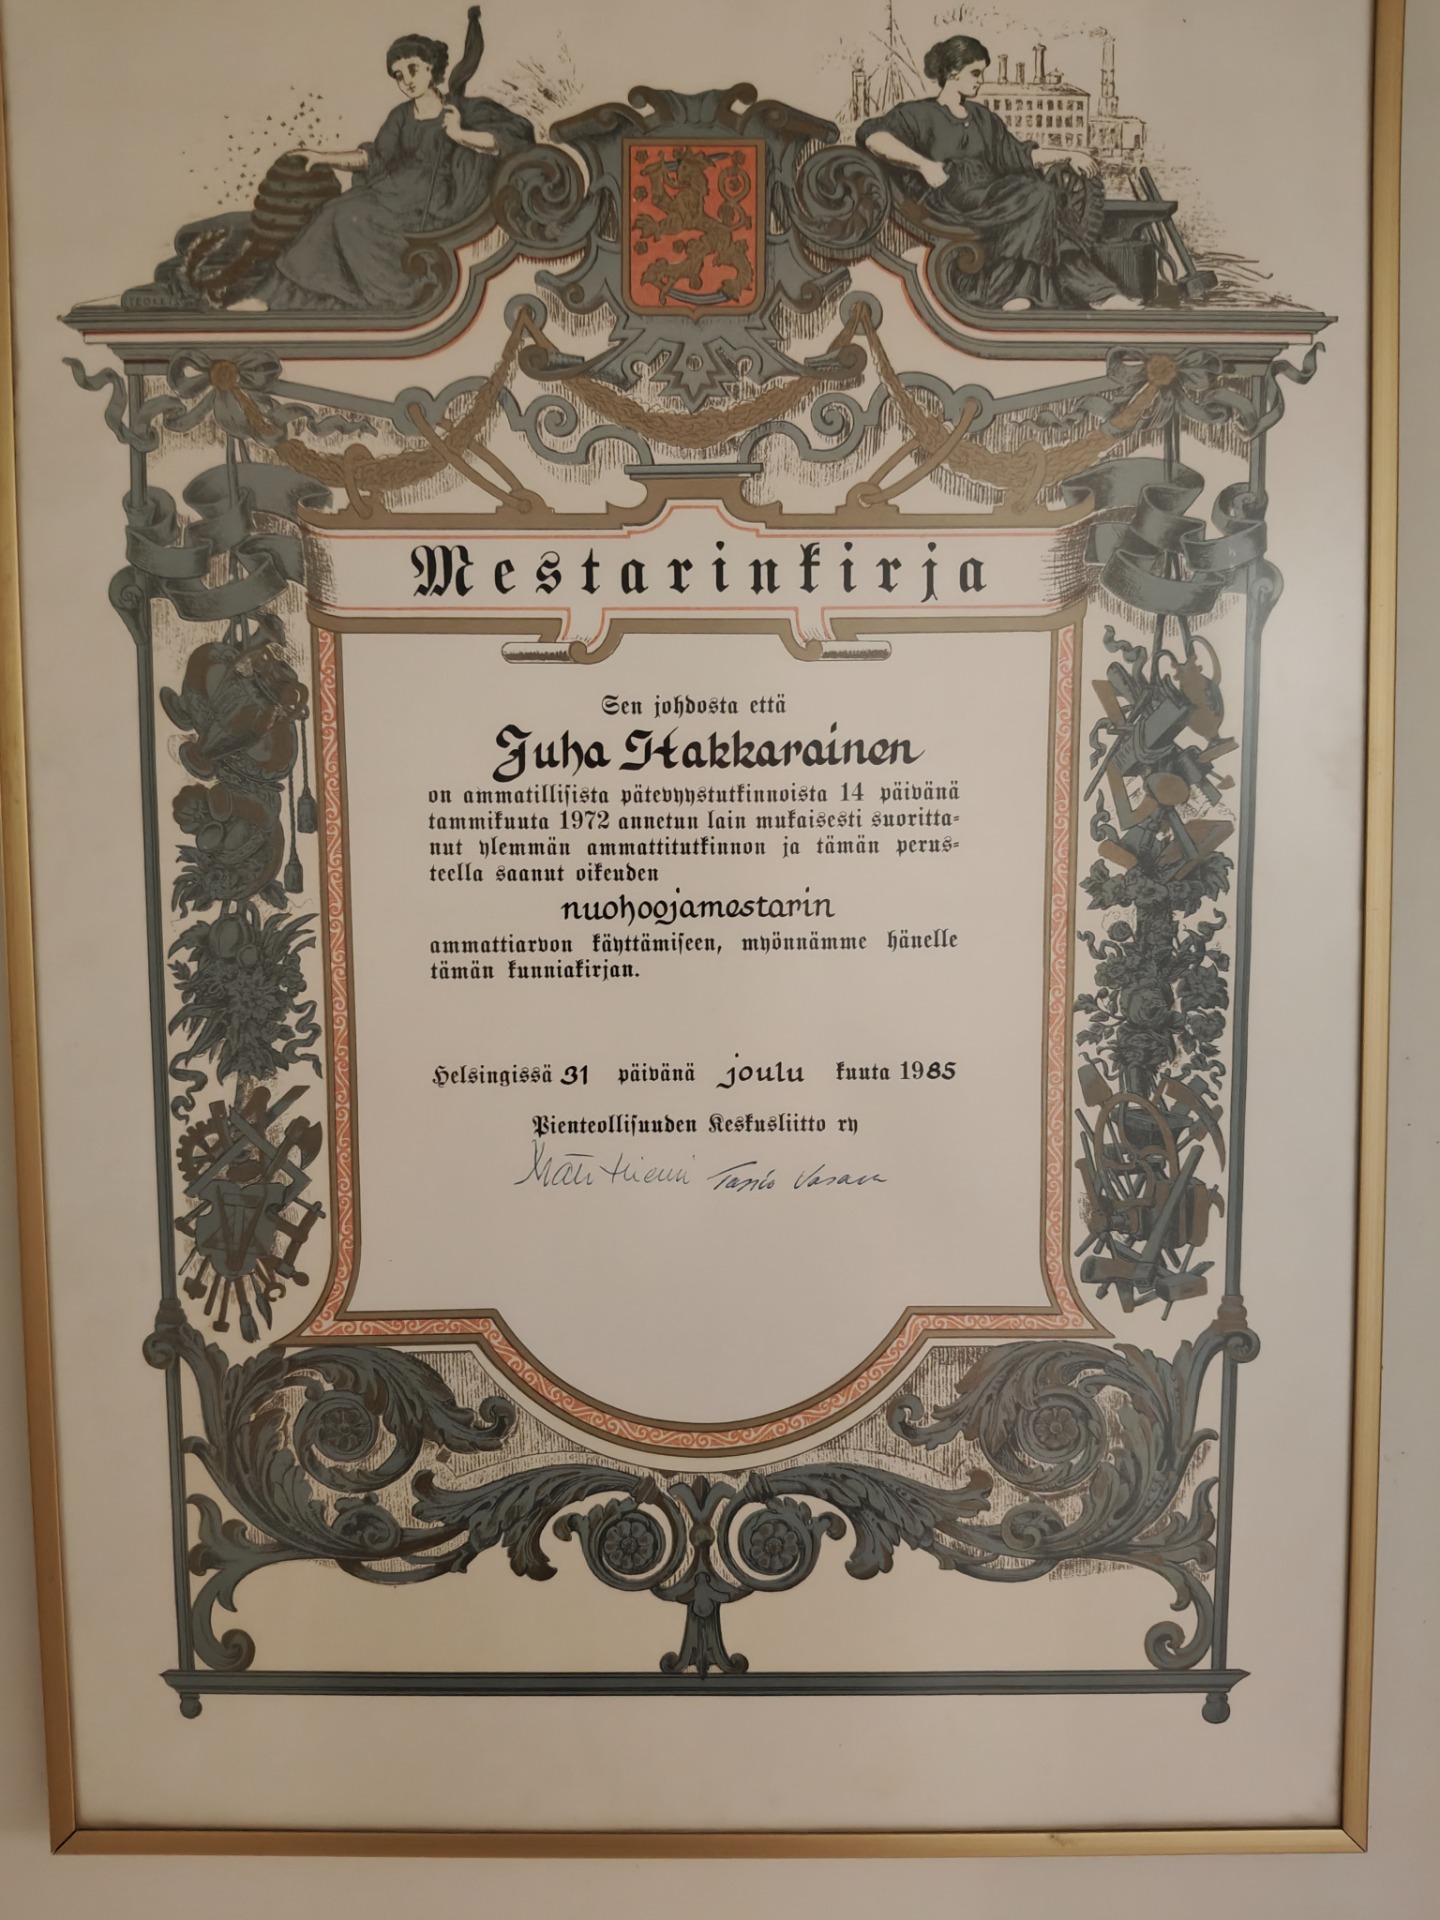 Mestarinkirja
Sen johdosta että
Juha Hakkarainen
on ammatillisista pätevyystutkinnoista 14 päivänä
tammikuuta 1972 annetun lain mukaisesti suoritta=
nut ylemmän ammattitutkinnon ja tämän perus=
teella saanut oikeuden
nuohoojamestarin
ammattiarvon käyttämiseen, myönnämme hänelle
tämän kunniakirjan.
Helsingissä 31 päivänä joulu kuuta 1985
Pienteollisuuden Keskusliitto ry